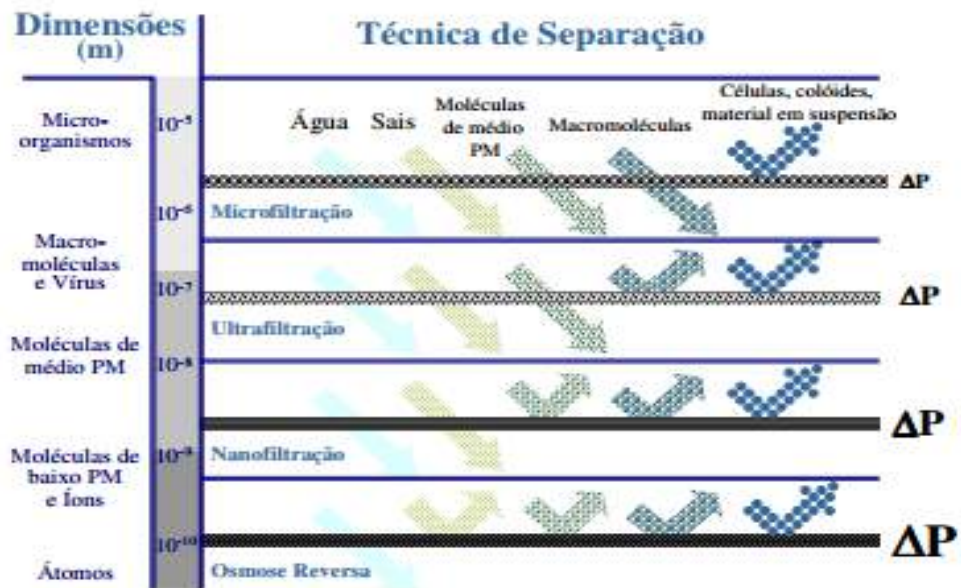 Dimensões
(m)
Técnica de Separação
Micro-
organismos
10⁻⁵
Água
Sais
Moléculas
de médio
PM
Macromoléculas
Células, colóides,
material em suspensão
ΔP
10⁻⁶
Microfiltração
Macro-
moléculas
e Vírus
10⁻⁷
ΔP
Ultrafiltração
Moléculas de
médio PM
10⁻⁸
ΔP
10⁻⁹
Nanofiltração
Moléculas de
baixo PM
e Íons
10⁻¹⁰
ΔP
Átomos
Osmose Reversa